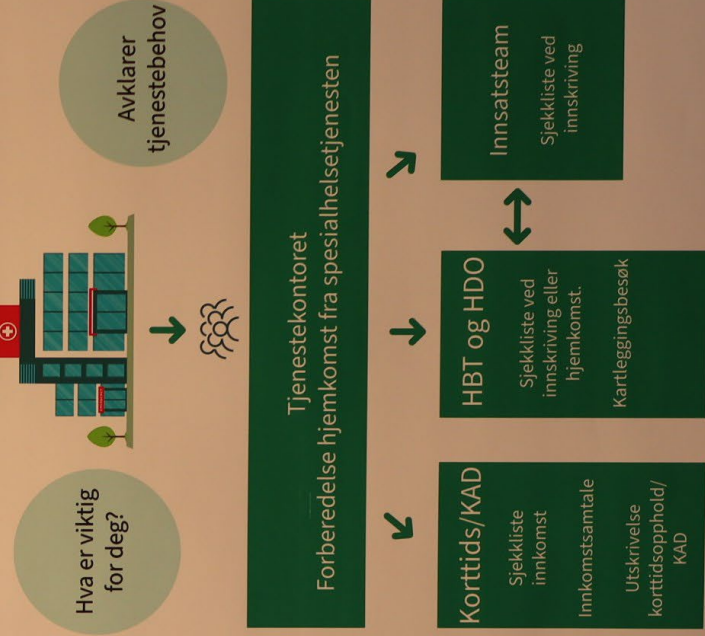 Hva er viktig
for deg?
Avklarer
tjenestebehov
Tjenestekontoret
Forberedelse hjemkomst fra spesialhelsetjenesten
Korttids/KAD
Sjekkliste
innkomst
Innkomstsamtale
Utskrivelse
korttidsopphold/
KAD
HBT og HDO
Sjekkliste ved
innskriving eller
hjemkomst.
Kartleggingsbesøk
Innsatsteam
Sjekkliste ved
innskriving